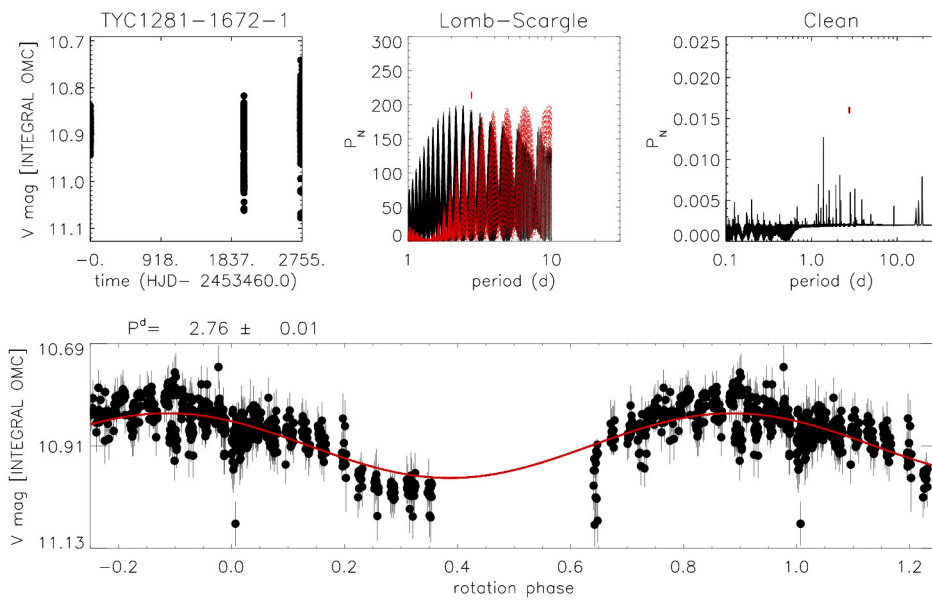 TYC1281-1672-1
Lomb-Scargle
Clean
V mag [INTEGRAL OMC]
10.7
10.8
10.9
11.0
11.1
-0. 918. 1837. 2755.
time (HJD- 2453460.0)
P_N
300
250
200
150
100
50
0
1 10
period (d)
P_N
0.025
0.020
0.015
0.010
0.005
0.000
0.1 1.0 10.0
period (d)
P^d= 2.76 ± 0.01
V mag [INTEGRAL OMC]
10.69
10.91
11.13
-0.2 0.0 0.2 0.4 0.6 0.8 1.0 1.2
rotation phase